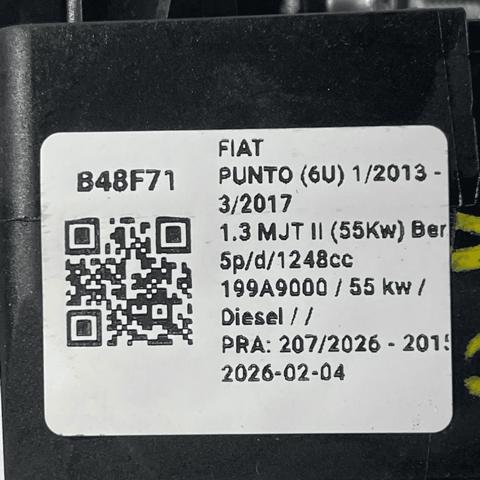 B48F71
FIAT
PUNTO (6U) 1/2013 -
3/2017
1.3 MJT II (55Kw) Ber
5p/d/1248cc
199A9000 / 55 kw /
Diesel / /
PRA: 207/2026 - 2015
2026-02-04